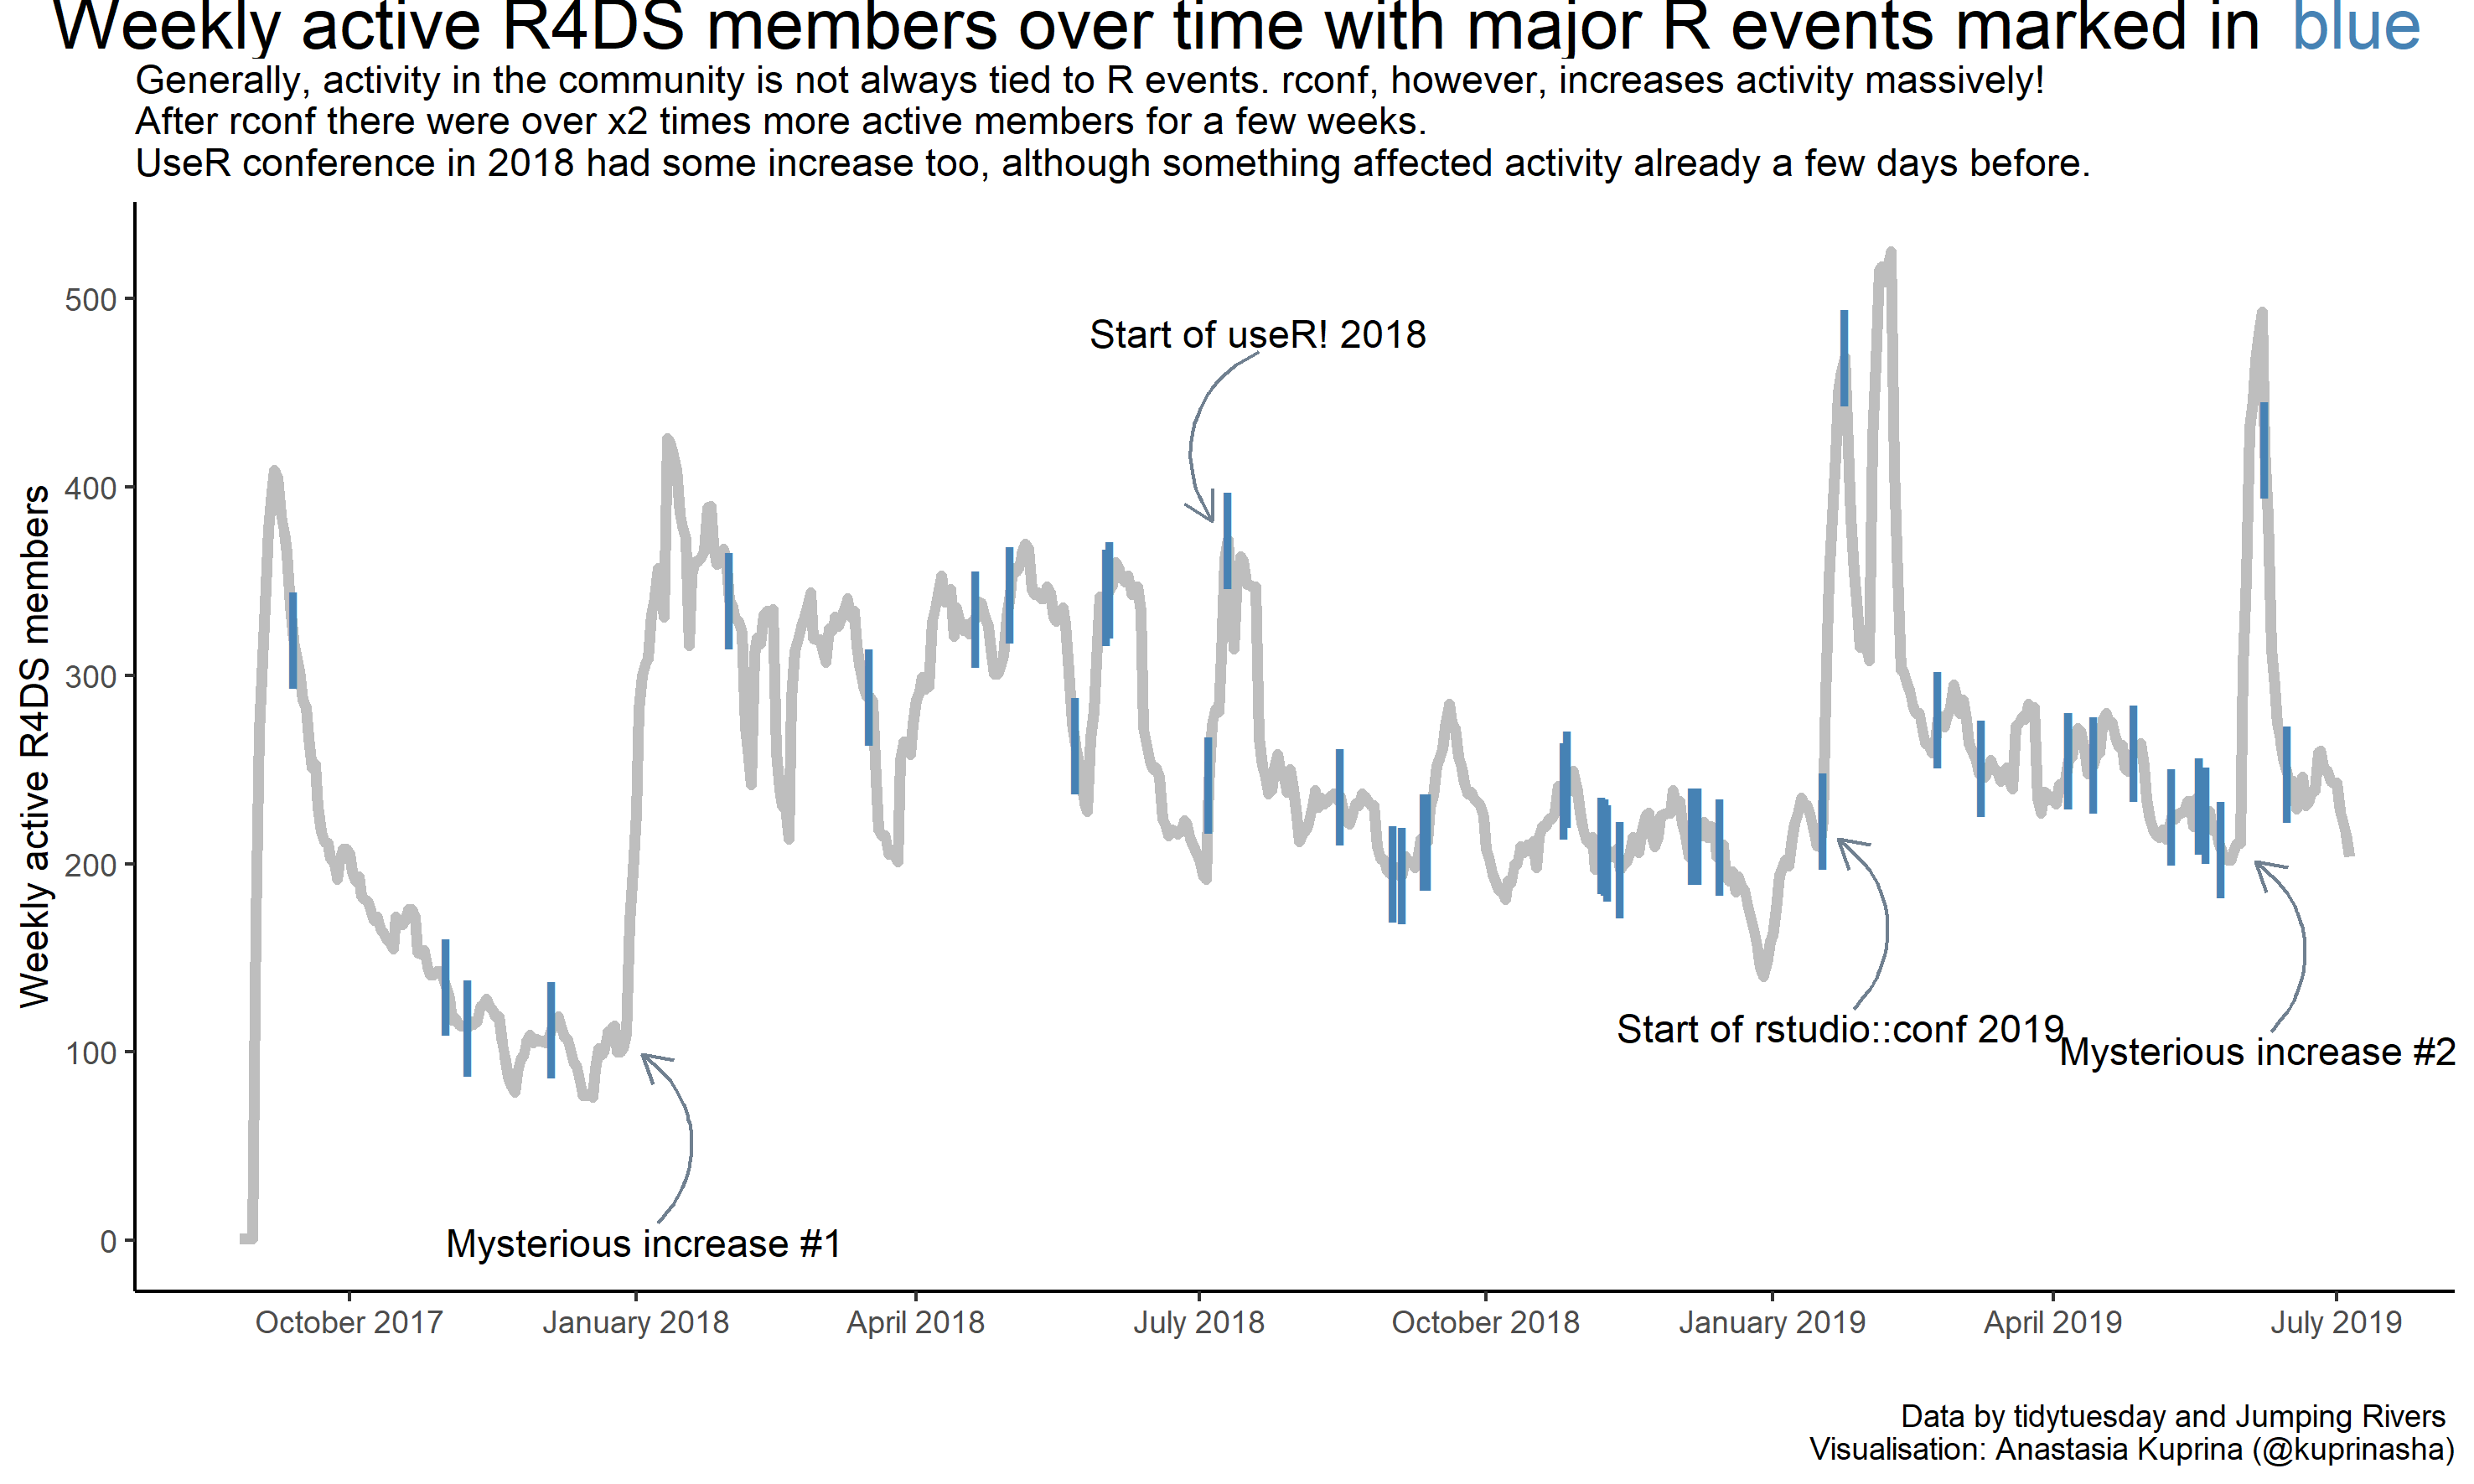 Weekly active R4DS members over time with major R events marked in blue
Generally, activity in the community is not always tied to R events. rconf, however, increases activity massively!
After rconf there were over x2 times more active members for a few weeks.
UseR conference in 2018 had some increase too, although something affected activity already a few days before.
Weekly active R4DS members
500
400
300
200
100
0
Start of useR! 2018
Start of rstudio::conf 2019
Mysterious increase #2
Mysterious increase #1
October 2017
January 2018
April 2018
July 2018
October 2018
January 2019
April 2019
July 2019
Data by tidytuesday and Jumping Rivers
Visualisation: Anastasia Kuprina (@kuprinasha)